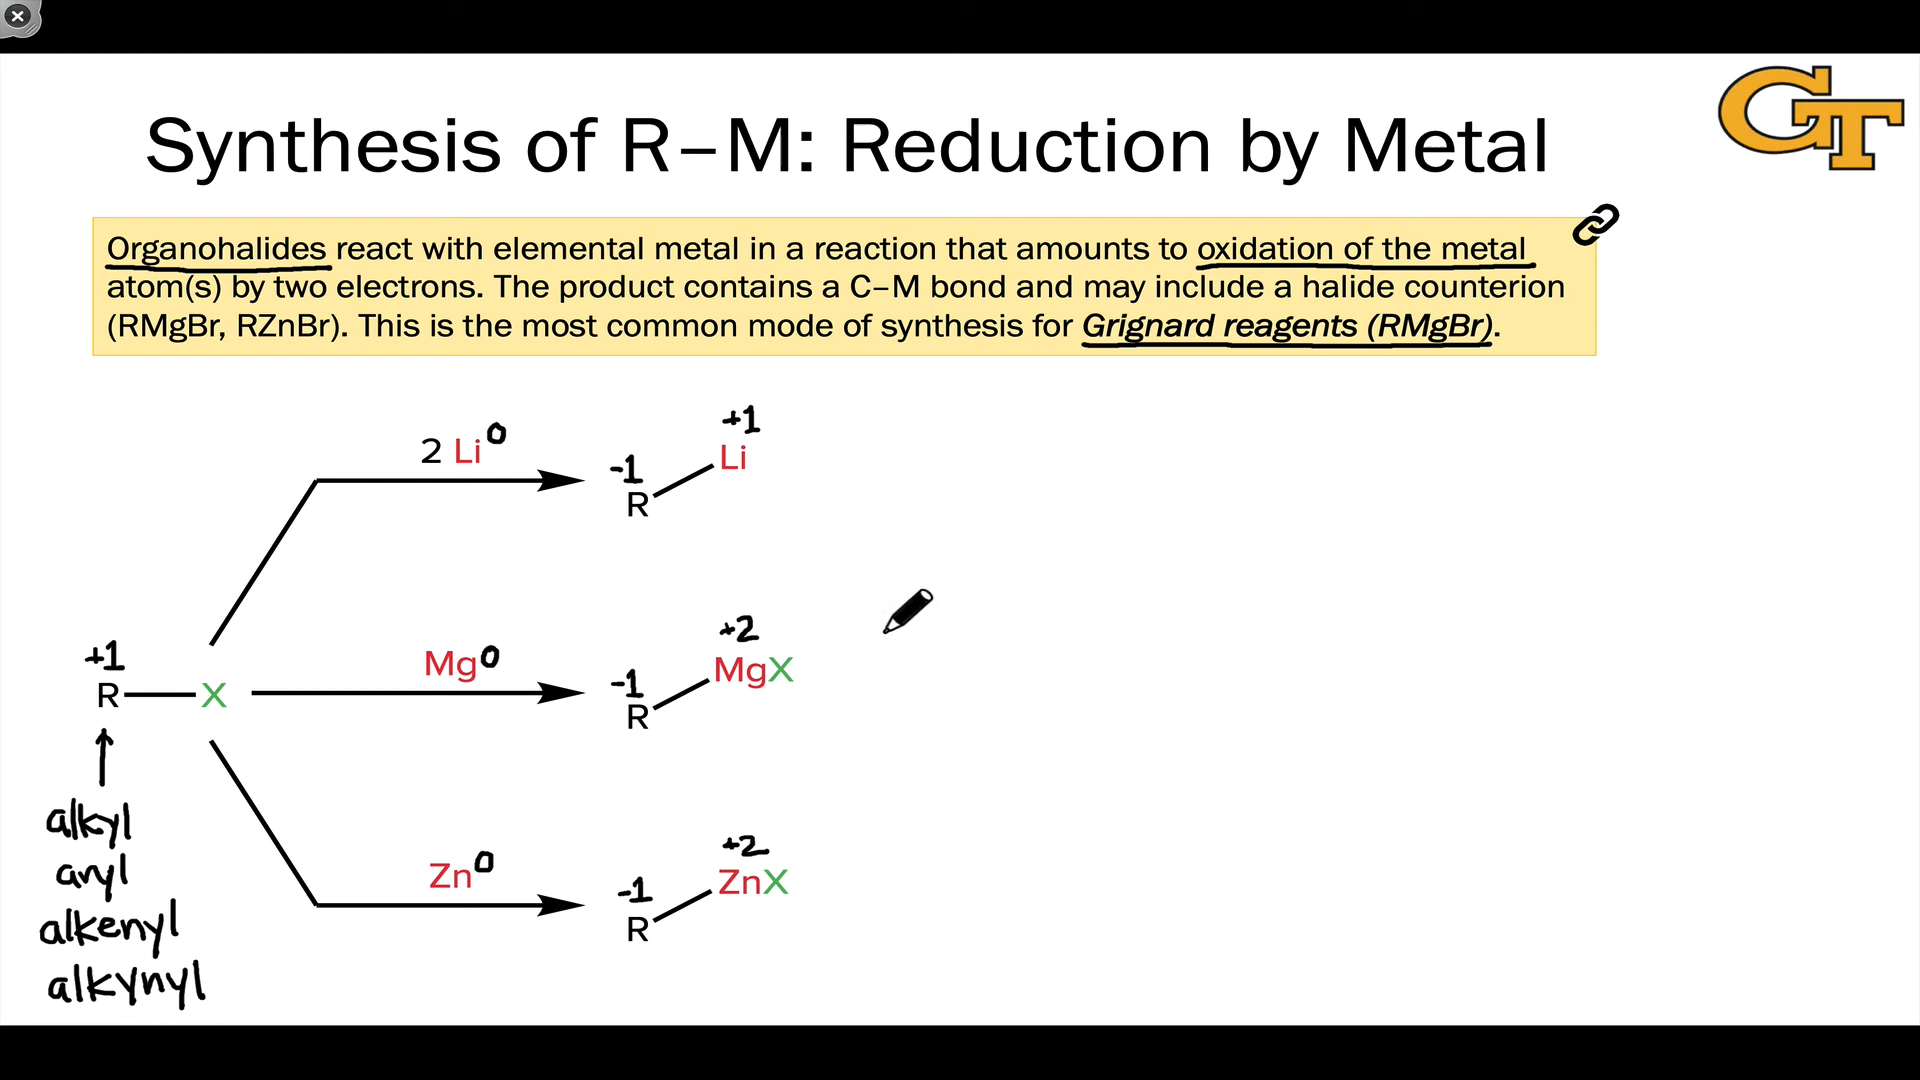 GT
Synthesis of R–M: Reduction by Metal
Organohalides react with elemental metal in a reaction that amounts to oxidation of the metal
atom(s) by two electrons. The product contains a C–M bond and may include a halide counterion
(RMgBr, RZnBr). This is the most common mode of synthesis for Grignard reagents (RMgBr).
2 Li⁰
+1
-1
Li
R
+1
R
X
Mg⁰
+2
-1
MgX
R
alkyl
aryl
alkenyl
alkynyl
Zn⁰
+2
-1
ZnX
R